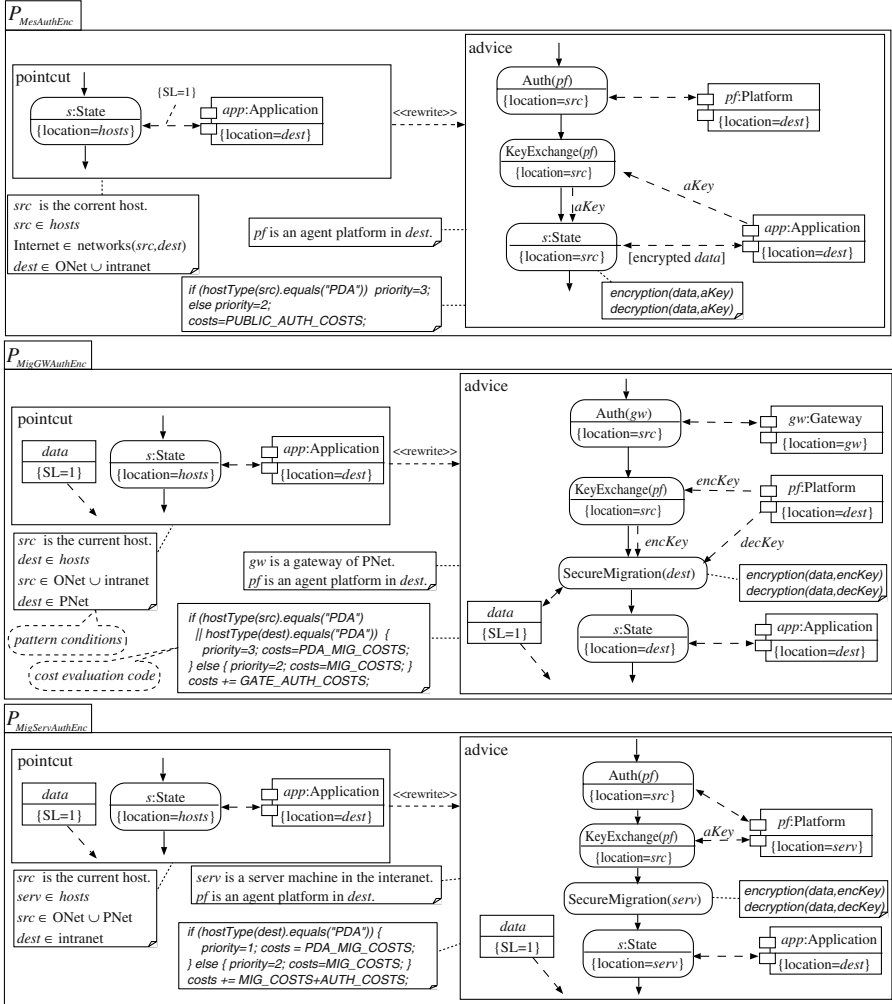 P_MesAuthEnc
pointcut
{SL=1}
s:State
{location=hosts}
app:Application
{location=dest}
<<rewrite>>
src is the corrent host.
src ∈ hosts
Internet ∈ networks(src,dest)
dest ∈ ONet ∪ intranet
pf is an agent platform in dest.
if (hostType(src).equals("PDA")) priority=3;
else priority=2;
costs=PUBLIC_AUTH_COSTS;
advice
Auth(pf)
{location=src}
pf:Platform
{location=dest}
KeyExchange(pf)
{location=src}
aKey
aKey
s:State
{location=src}
[encrypted data]
app:Application
{location=dest}
encryption(data,aKey)
decryption(data,aKey)
P_MigGWAuthEnc
pointcut
data
{SL=1}
s:State
{location=hosts}
app:Application
{location=dest}
<<rewrite>>
src is the current host.
dest ∈ hosts
src ∈ ONet ∪ intranet
dest ∈ PNet
pattern conditions
cost evaluation code
gw is a gateway of PNet.
pf is an agent platform in dest.
if (hostType(src).equals("PDA")
|| hostType(dest).equals("PDA")) {
priority=3; costs=PDA_MIG_COSTS;
} else { priority=2; costs=MIG_COSTS; }
costs += GATE_AUTH_COSTS;
advice
Auth(gw)
{location=src}
gw:Gateway
{location=gw}
KeyExchange(pf)
{location=src}
encKey
pf:Platform
{location=dest}
encKey
decKey
SecureMigration(dest)
encryption(data,encKey)
decryption(data,decKey)
data
{SL=1}
s:State
{location=dest}
app:Application
{location=dest}
P_MigServAuthEnc
pointcut
data
{SL=1}
s:State
{location=hosts}
app:Application
{location=dest}
<<rewrite>>
src is the current host.
serv ∈ hosts
src ∈ ONet ∪ PNet
dest ∈ intranet
serv is a server machine in the interanet.
pf is an agent platform in dest.
if (hostType(dest).equals("PDA")) {
priority=1; costs = PDA_MIG_COSTS;
} else { priority=2; costs=MIG_COSTS; }
costs += MIG_COSTS+AUTH_COSTS;
advice
Auth(pf)
{location=src}
KeyExchange(pf)
{location=src}
aKey
pf:Platform
{location=serv}
SecureMigration(serv)
encryption(data,encKey)
decryption(data,decKey)
data
{SL=1}
s:State
{location=serv}
app:Application
{location=dest}